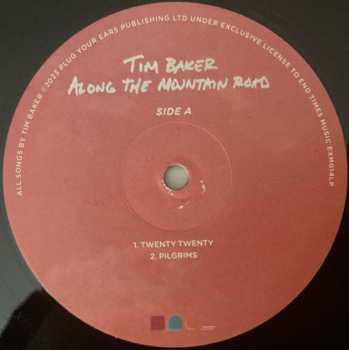 TIM BAKER
ALONG THE MOUNTAIN ROAD
SIDE A
1. TWENTY TWENTY
2. PILGRIMS
ALL SONGS BY TIM BAKER ©2023 PLUG YOUR EARS PUBLISHING LTD UNDER EXCLUSIVE LICENSE TO END TIMES MUSIC EXM014LP